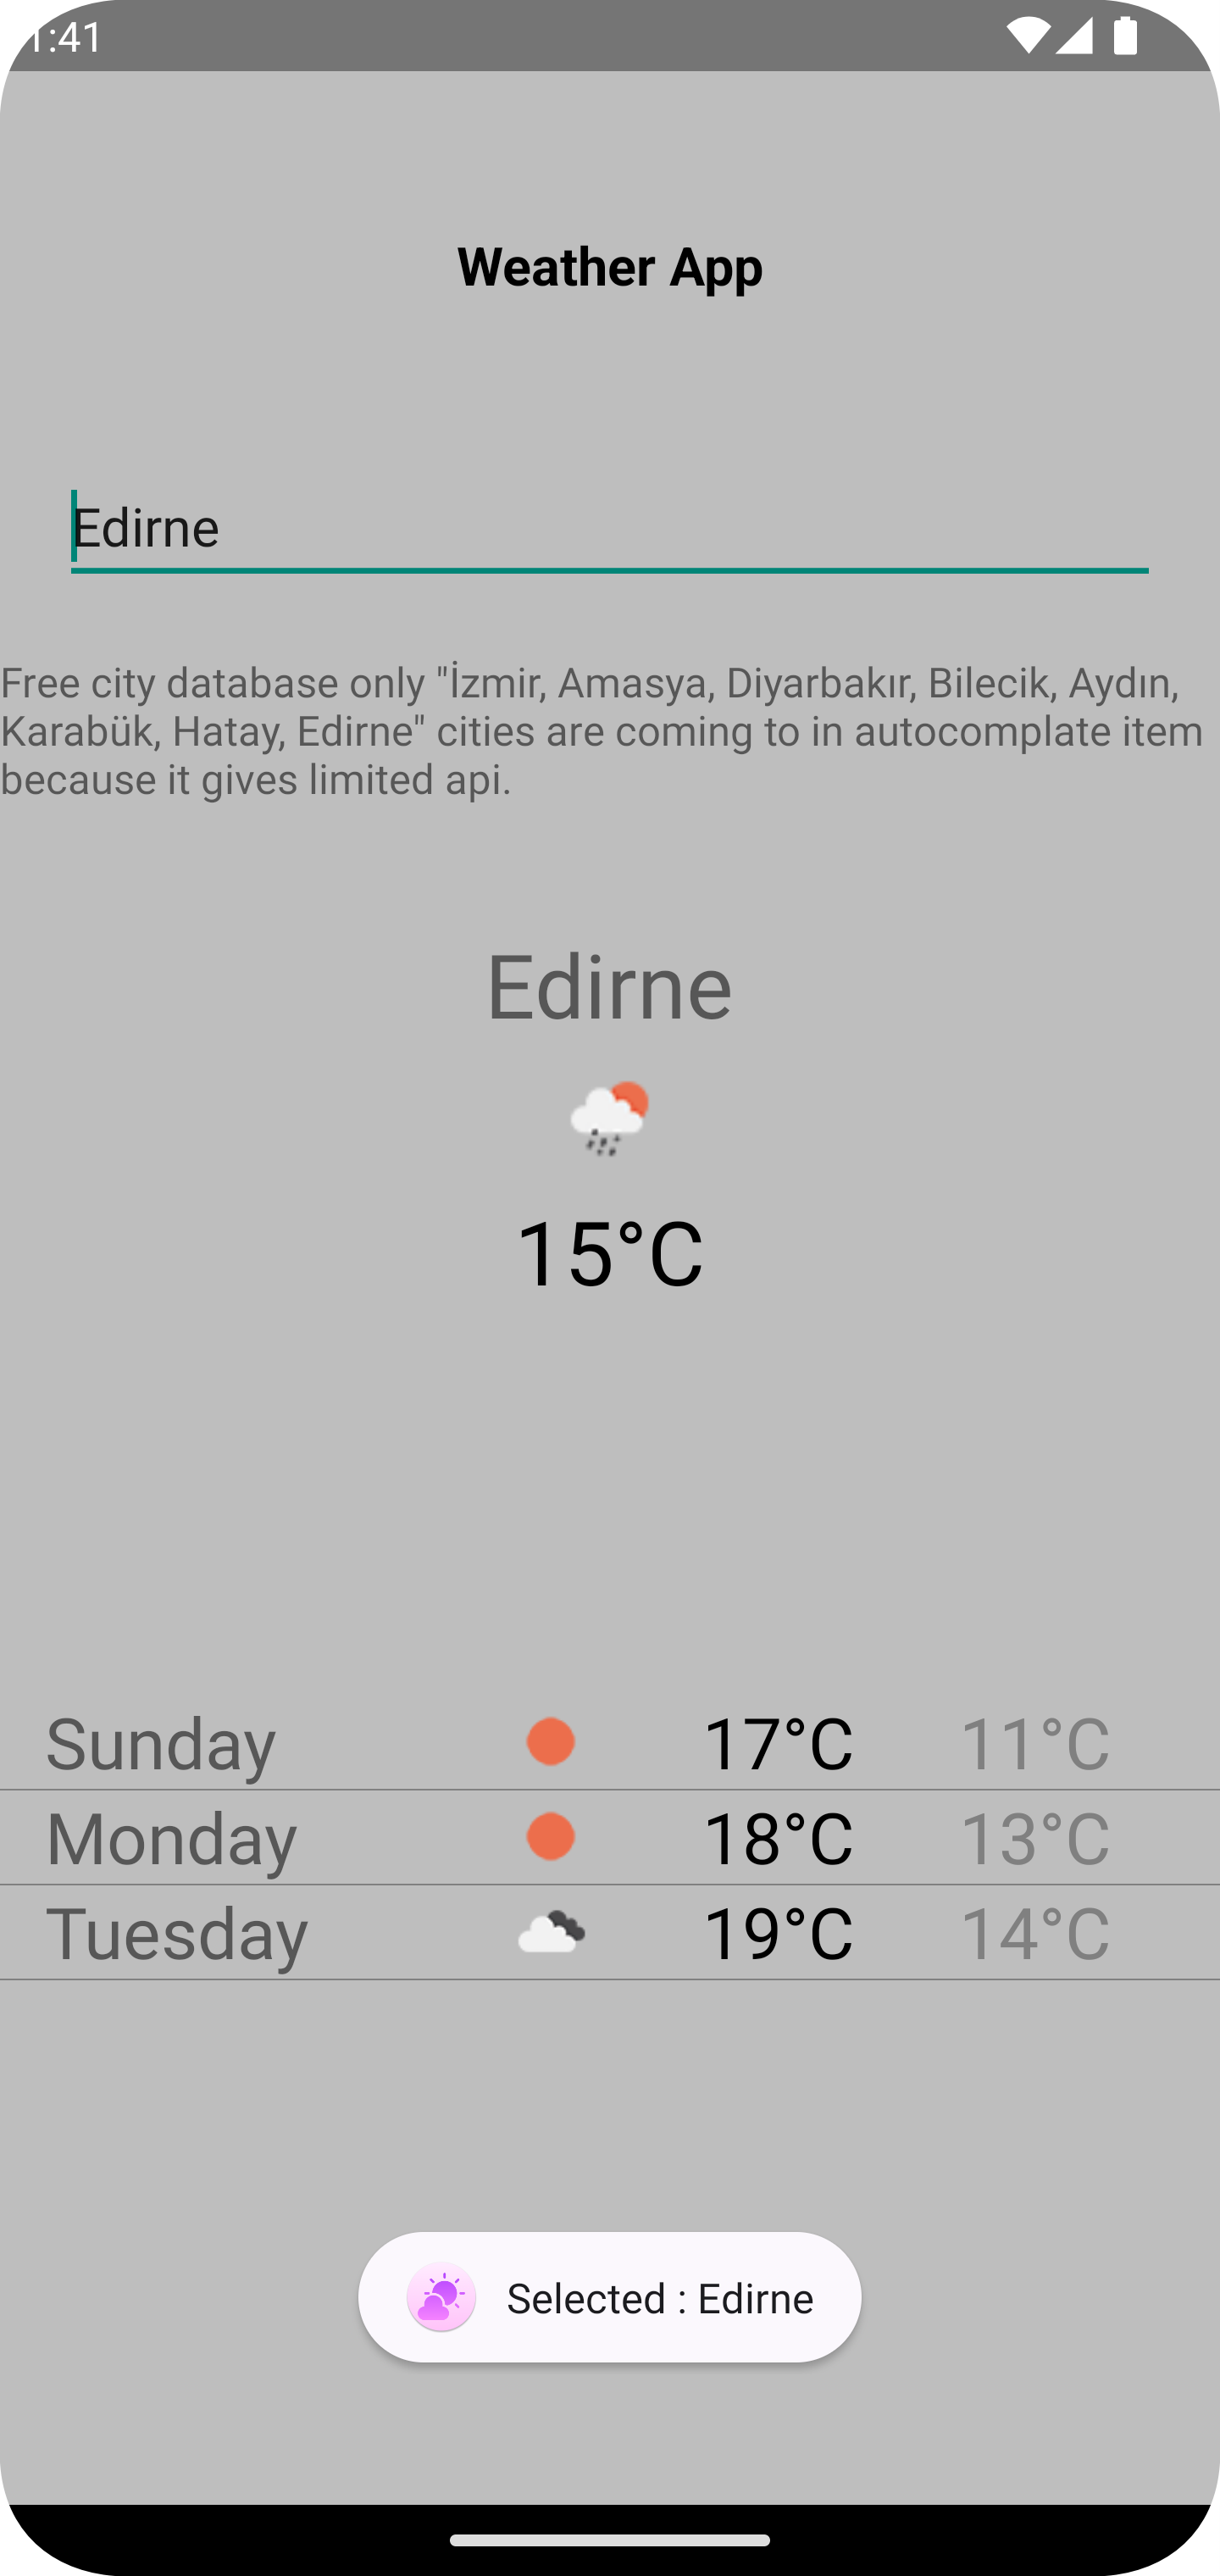 1:41
Weather App
Edirne
Free city database only "İzmir, Amasya, Diyarbakır, Bilecik, Aydın,
Karabük, Hatay, Edirne" cities are coming to in autocomplate item
because it gives limited api.
Edirne
15°C
Sunday 17°C 11°C
Monday 18°C 13°C
Tuesday 19°C 14°C
Selected : Edirne